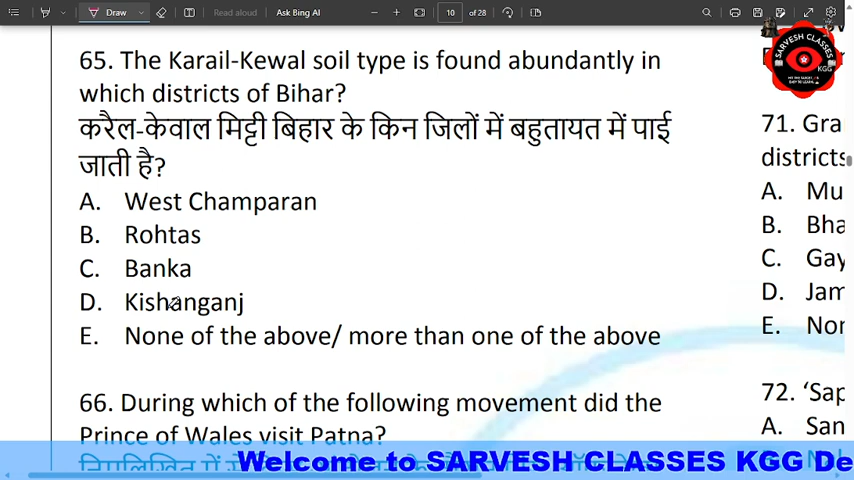 Draw
Read aloud
Ask Bing AI
10 of 28
65. The Karail-Kewal soil type is found abundantly in
which districts of Bihar?
करैल-केवाल मिट्टी बिहार के किन जिलों में बहुतायत में पाई
जाती है?
A. West Champaran
B. Rohtas
C. Banka
D. Kishanganj
E. None of the above/ more than one of the above
66. During which of the following movement did the
Prince of Wales visit Patna?
SARVESH CLASSES
KGG
71. Gra
districts
A. Mu
B. Bha
C. Gay
D. Jam
E. Nor
72. ‘Sap
A. San
Welcome to SARVESH CLASSES KGG De